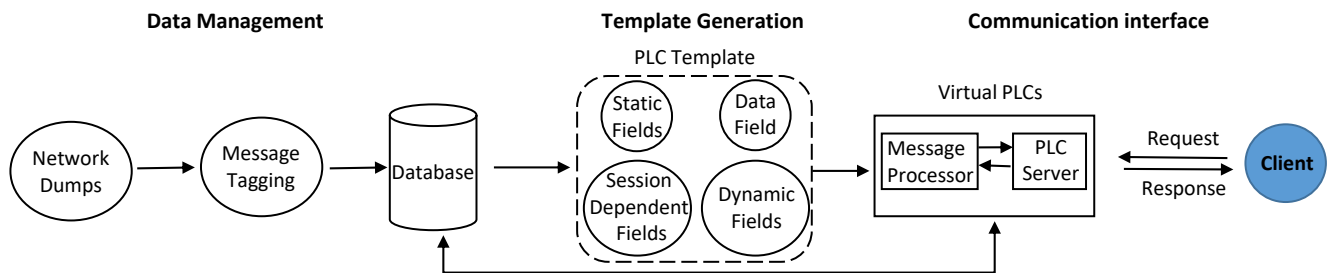 Data Management
Template Generation
Communication interface
PLC Template
Virtual PLCs
Static
Fields
Data
Field
Network
Dumps
Message
Tagging
Database
Session
Dependent
Fields
Dynamic
Fields
Message
Processor
PLC
Server
Request
Response
Client